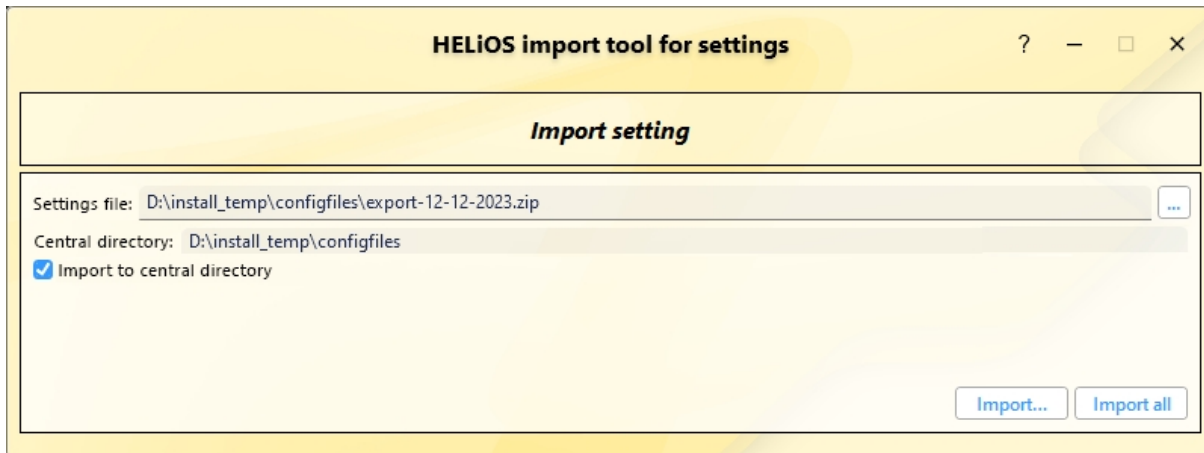 HELiOS import tool for settings
Import setting
Settings file: D:\install_temp\configfiles\export-12-12-2023.zip ...
Central directory: D:\install_temp\configfiles
Import to central directory
Import... Import all